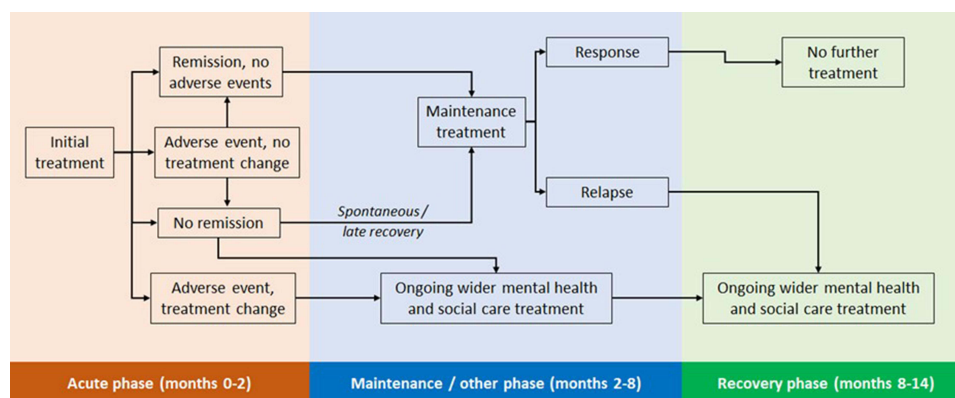 Remission, no
adverse events
Initial
treatment
Adverse event, no
treatment change
No remission
Adverse event,
treatment change
Spontaneous /
late recovery
Maintenance
treatment
Response
Relapse
Ongoing wider mental health
and social care treatment
No further
treatment
Ongoing wider mental health
and social care treatment
Acute phase (months 0-2)
Maintenance / other phase (months 2-8)
Recovery phase (months 8-14)